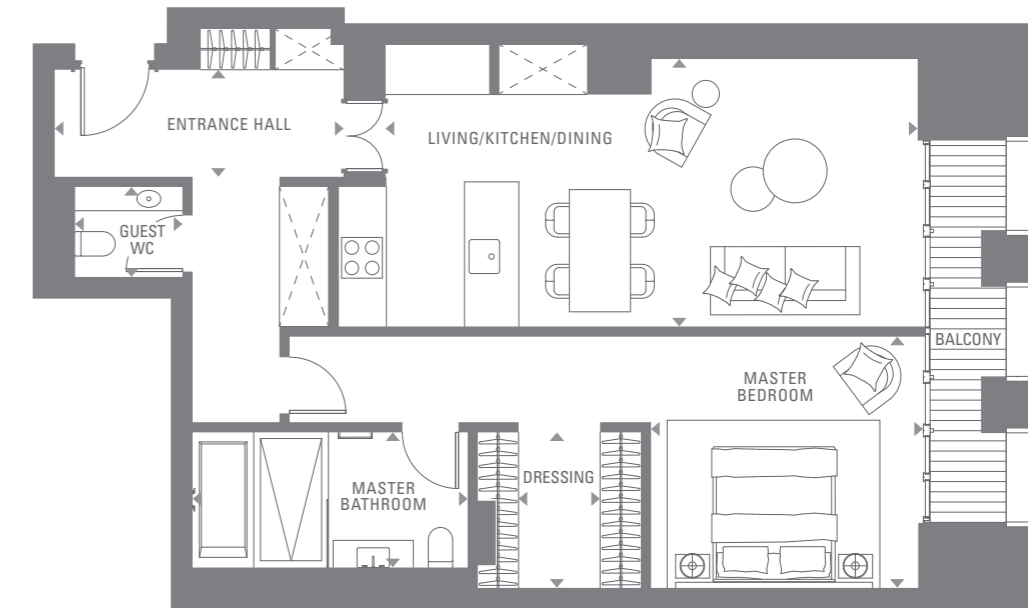 ENTRANCE HALL
LIVING/KITCHEN/DINING
GUEST
WC
BALCONY
MASTER
BEDROOM
DRESSING
MASTER
BATHROOM